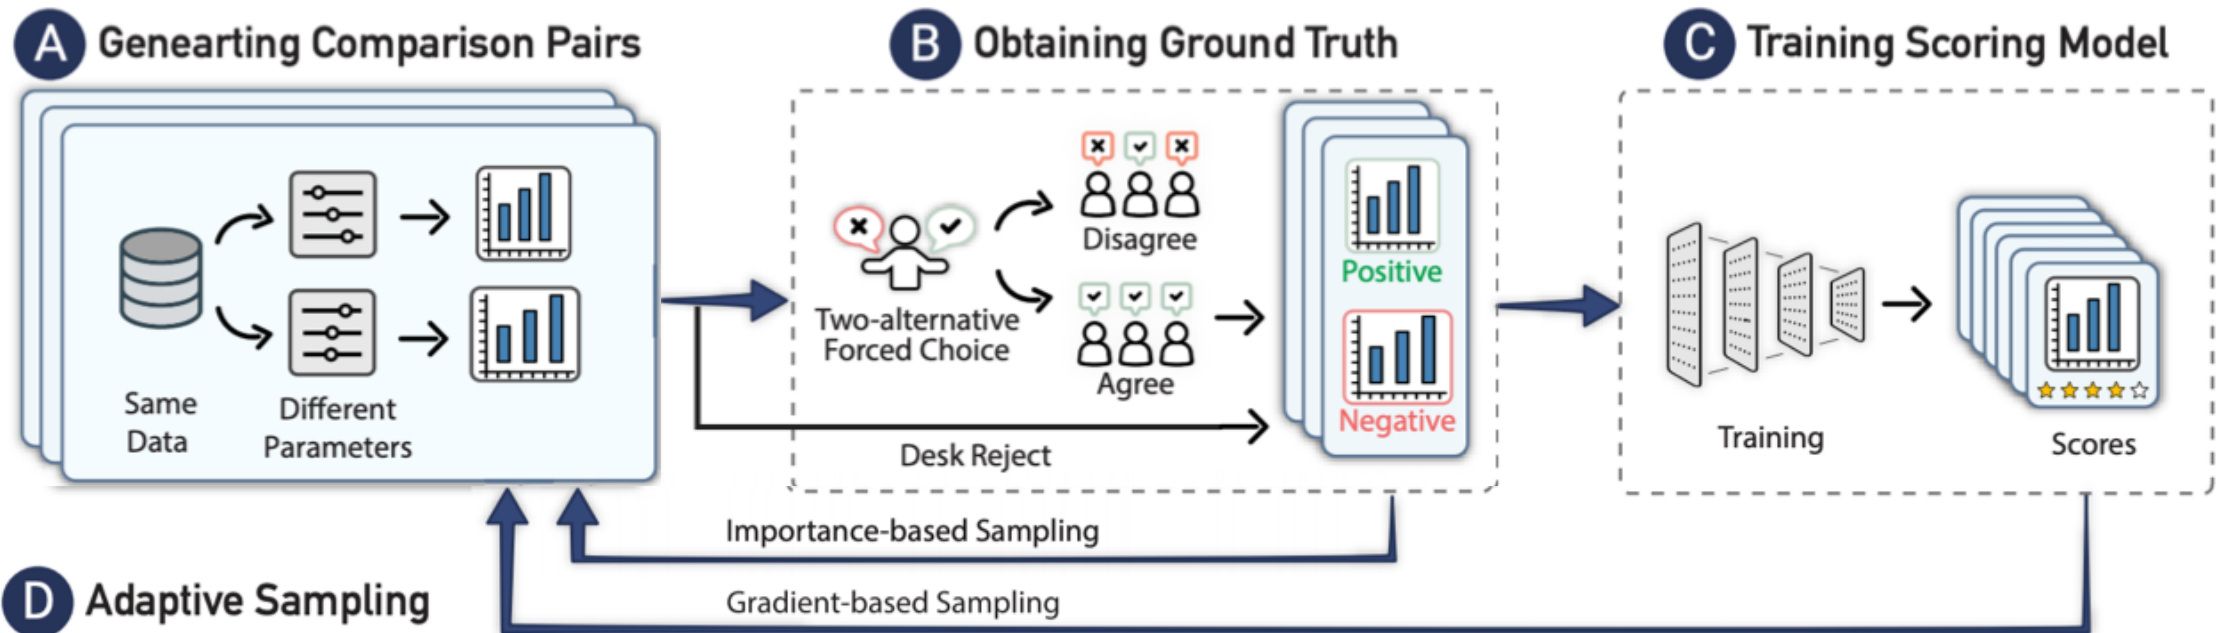 A Genearting Comparison Pairs
Same
Data
Different
Parameters
B Obtaining Ground Truth
Two-alternative
Forced Choice
Disagree
Agree
Desk Reject
Positive
Negative
C Training Scoring Model
Training
Scores
D Adaptive Sampling
Importance-based Sampling
Gradient-based Sampling